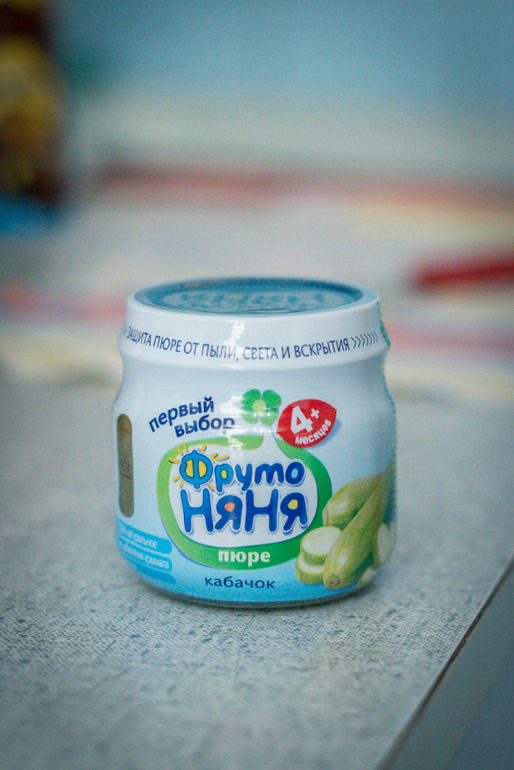 ЗАЩИТА ПЮРЕ ОТ ПЫЛИ, СВЕТА И ВСКРЫТИЯ
первый
выбор
4+
месяцев
Фруто
НЯНЯ
пюре
кабачок